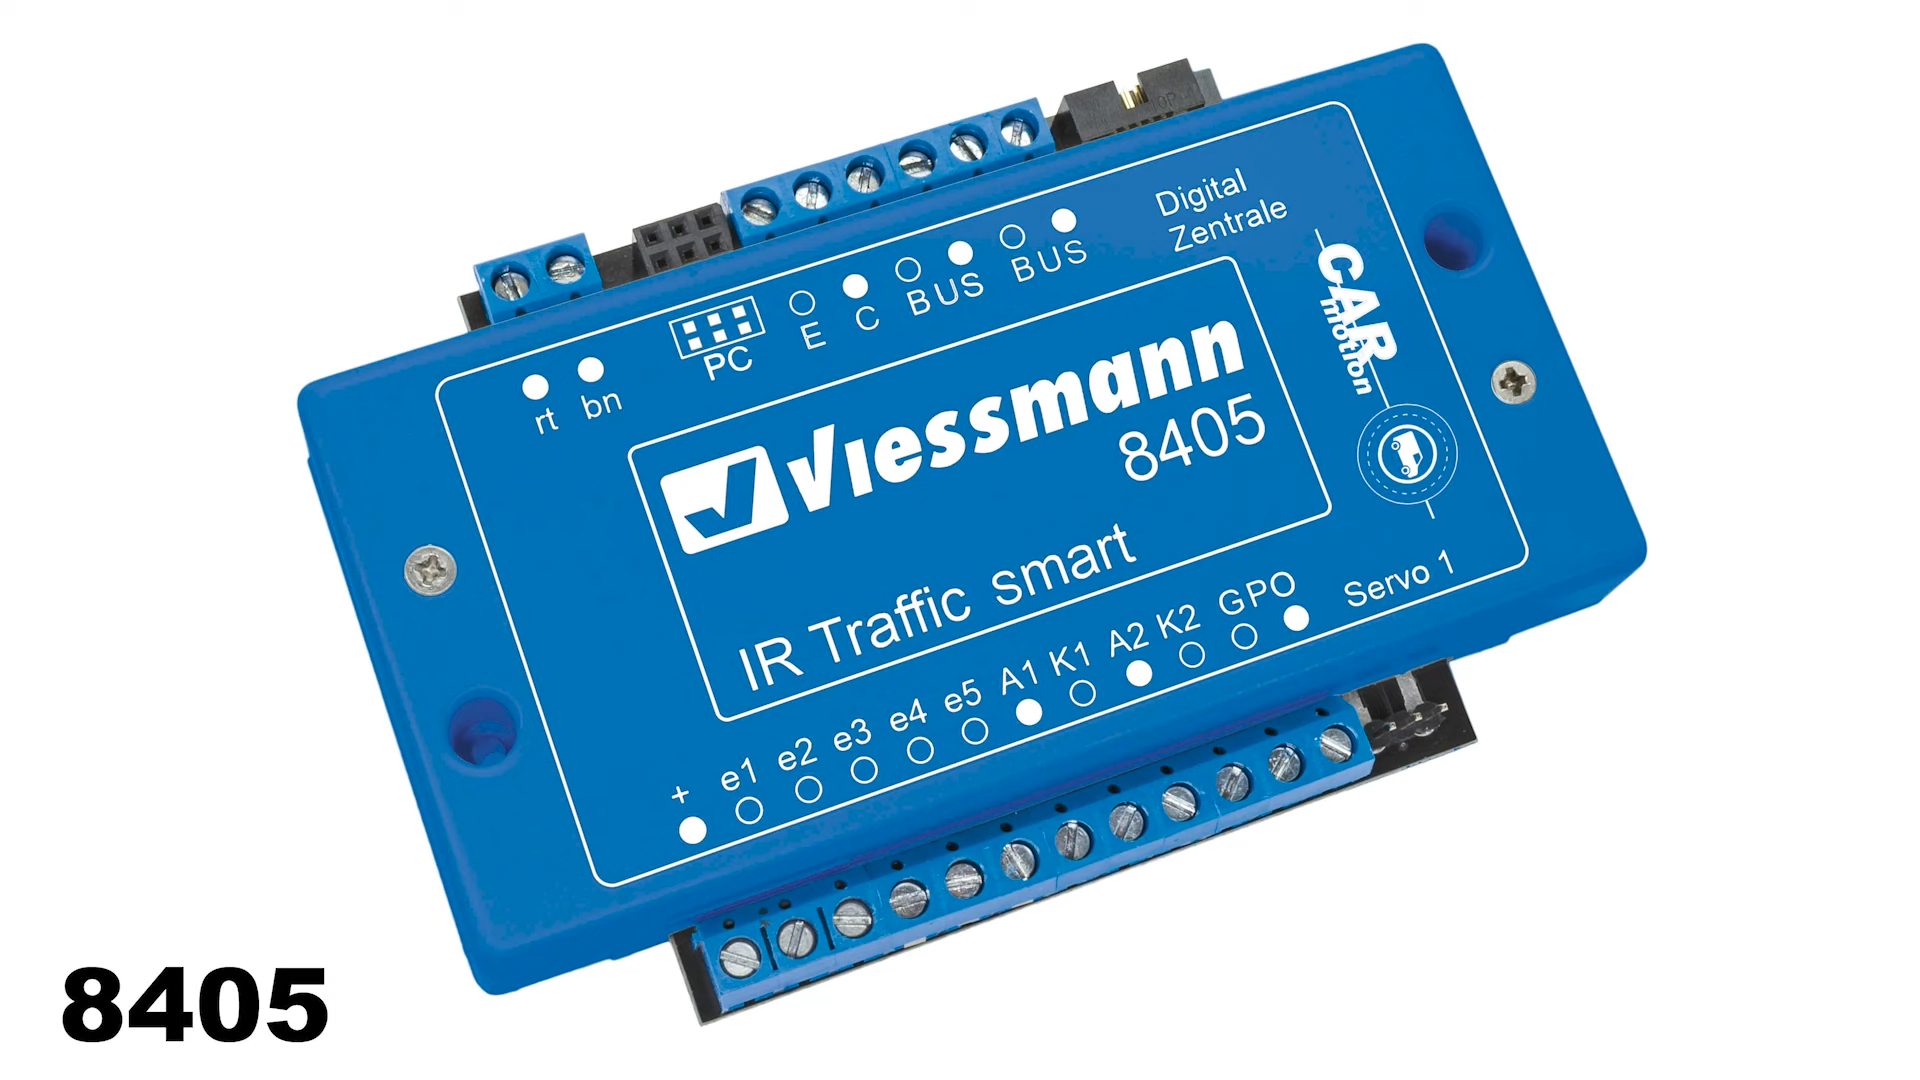 Digital
Zentrale
E C BUS BUS
PC
rt bn
CAR
motion
Viessmann
8405
IR Traffic smart
+ e1 e2 e3 e4 e5 A1 K1 A2 K2 GPO
Servo 1
8405